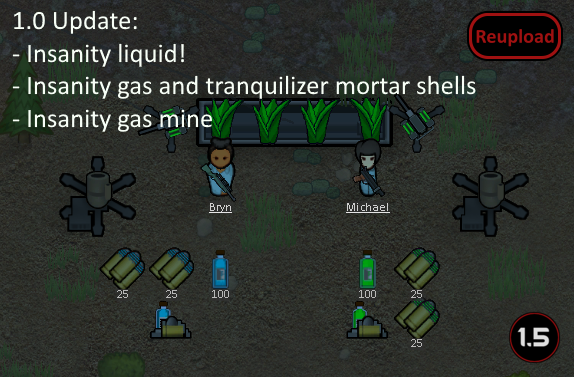 1.0 Update:
Reupload
- Insanity liquid!
- Insanity gas and tranquilizer mortar shells
- Insanity gas mine
Bryn
Michael
25
25
100
100
25
25
1.5